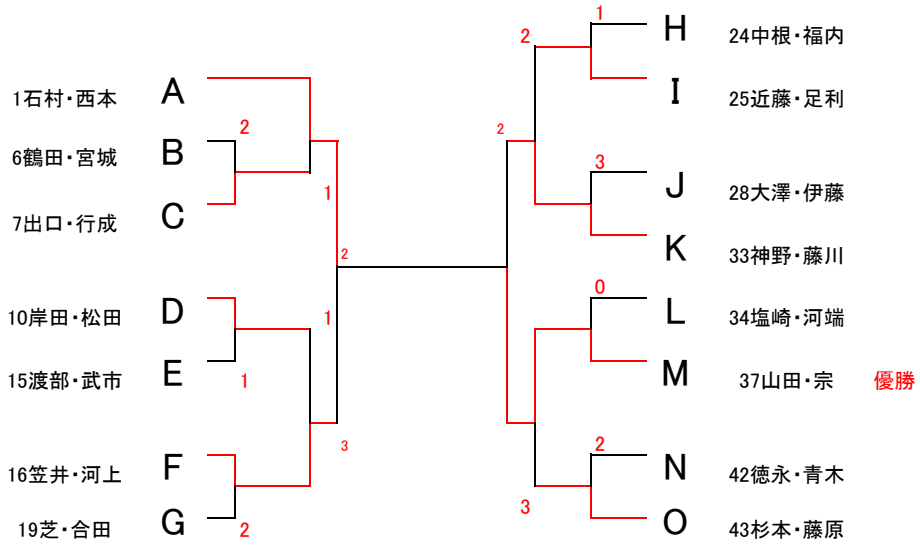 1石村・西本 A
6鶴田・宮城 B 2
7出口・行成 C
1
2
10岸田・松田 D 1
15渡部・武市 E 1
16笠井・河上 F
3
19芝・合田 G 2
1 H 24中根・福内
2
I 25近藤・足利
2
3 J 28大澤・伊藤
K 33神野・藤川
0 L 34塩崎・河端
M 37山田・宗 優勝
2 N 42徳永・青木
3 O 43杉本・藤原